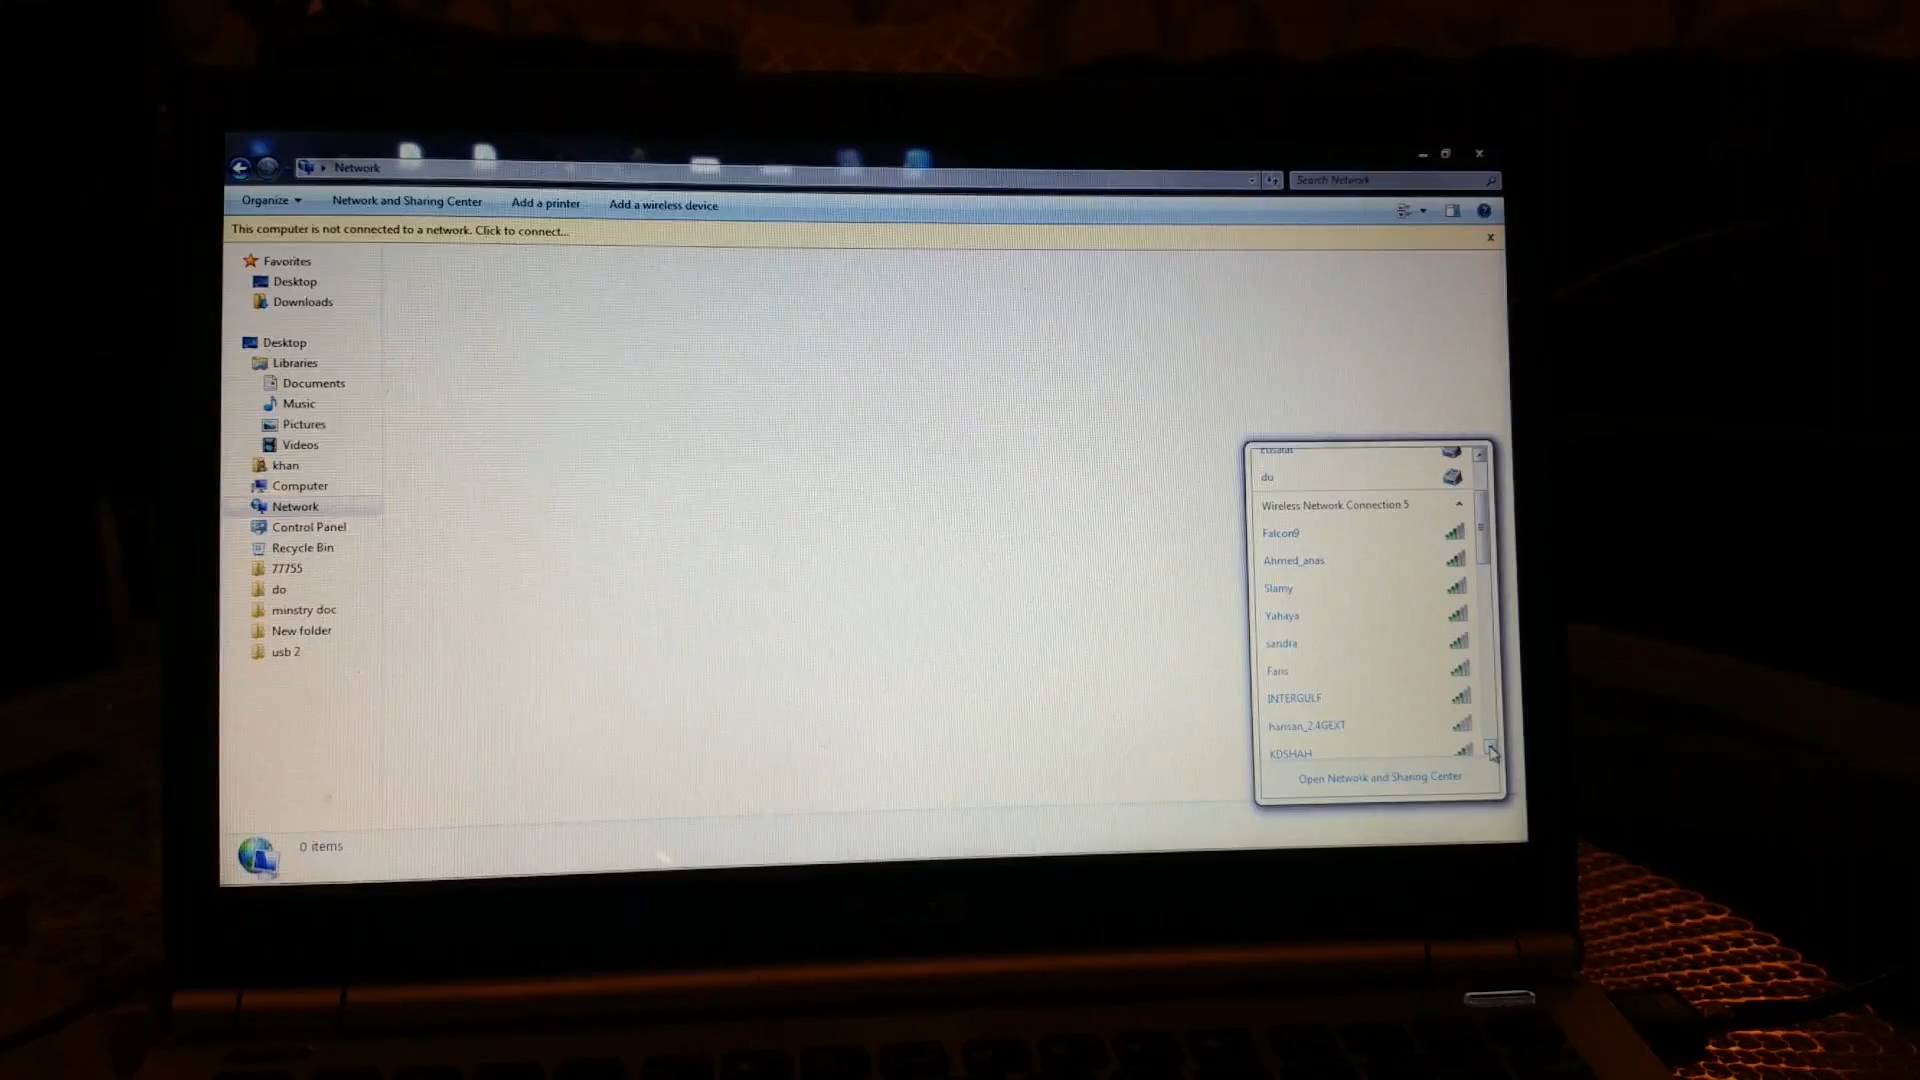 Network
Search Network
Organize
Network and Sharing Center
Add a printer
Add a wireless device
This computer is not connected to a network. Click to connect...
Favorites
Desktop
Downloads
Desktop
Libraries
Documents
Music
Pictures
Videos
khan
Computer
Network
Control Panel
Recycle Bin
77755
do
minstry doc
New folder
usb 2
0 items
du
Wireless Network Connection 5
Falcon9
Ahmed_anas
Slamy
Yahaya
sandra
Faris
INTERGULF
harisan_2.4GEXT
KDSHAH
Open Network and Sharing Center